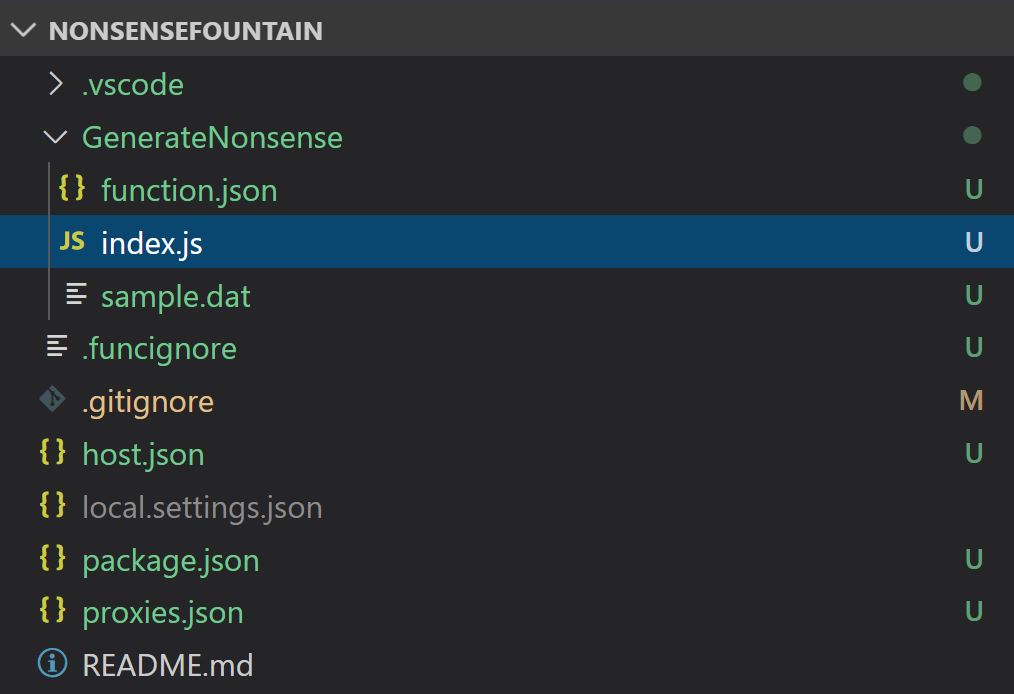 NONSENSEFOUNTAIN
.vscode
GenerateNonsense
{} function.json U
JS index.js U
sample.dat U
.funcignore U
.gitignore M
{} host.json U
{} local.settings.json
{} package.json U
{} proxies.json U
README.md